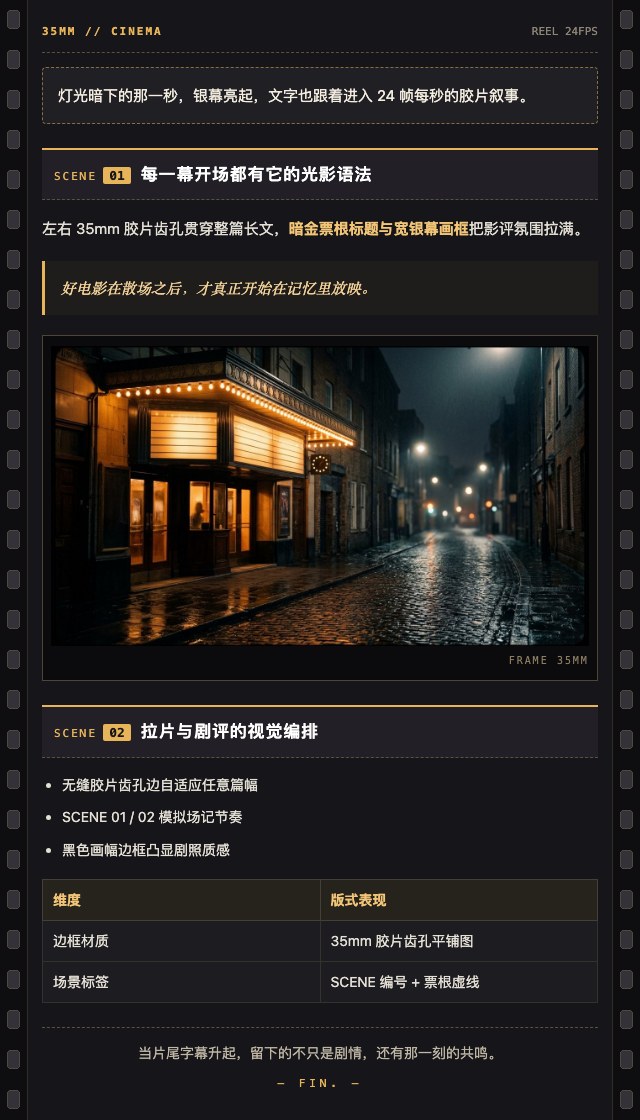 35MM // CINEMA
REEL 24FPS
灯光暗下的那一秒，银幕亮起，文字也跟着进入 24 帧每秒的胶片叙事。
SCENE 01 每一幕开场都有它的光影语法
左右 35mm 胶片齿孔贯穿整篇长文，暗金票根标题与宽银幕画框把影评氛围拉满。
好电影在散场之后，才真正开始在记忆里放映。
FRAME 35MM
SCENE 02 拉片与剧评的视觉编排
• 无缝胶片齿孔边自适应任意篇幅
• SCENE 01 / 02 模拟场记节奏
• 黑色画幅边框凸显剧照质感
维度 版式表现
边框材质 35mm 胶片齿孔平铺图
场景标签 SCENE 编号 + 票根虚线
当片尾字幕升起，留下的不只是剧情，还有那一刻的共鸣。
— FIN. —